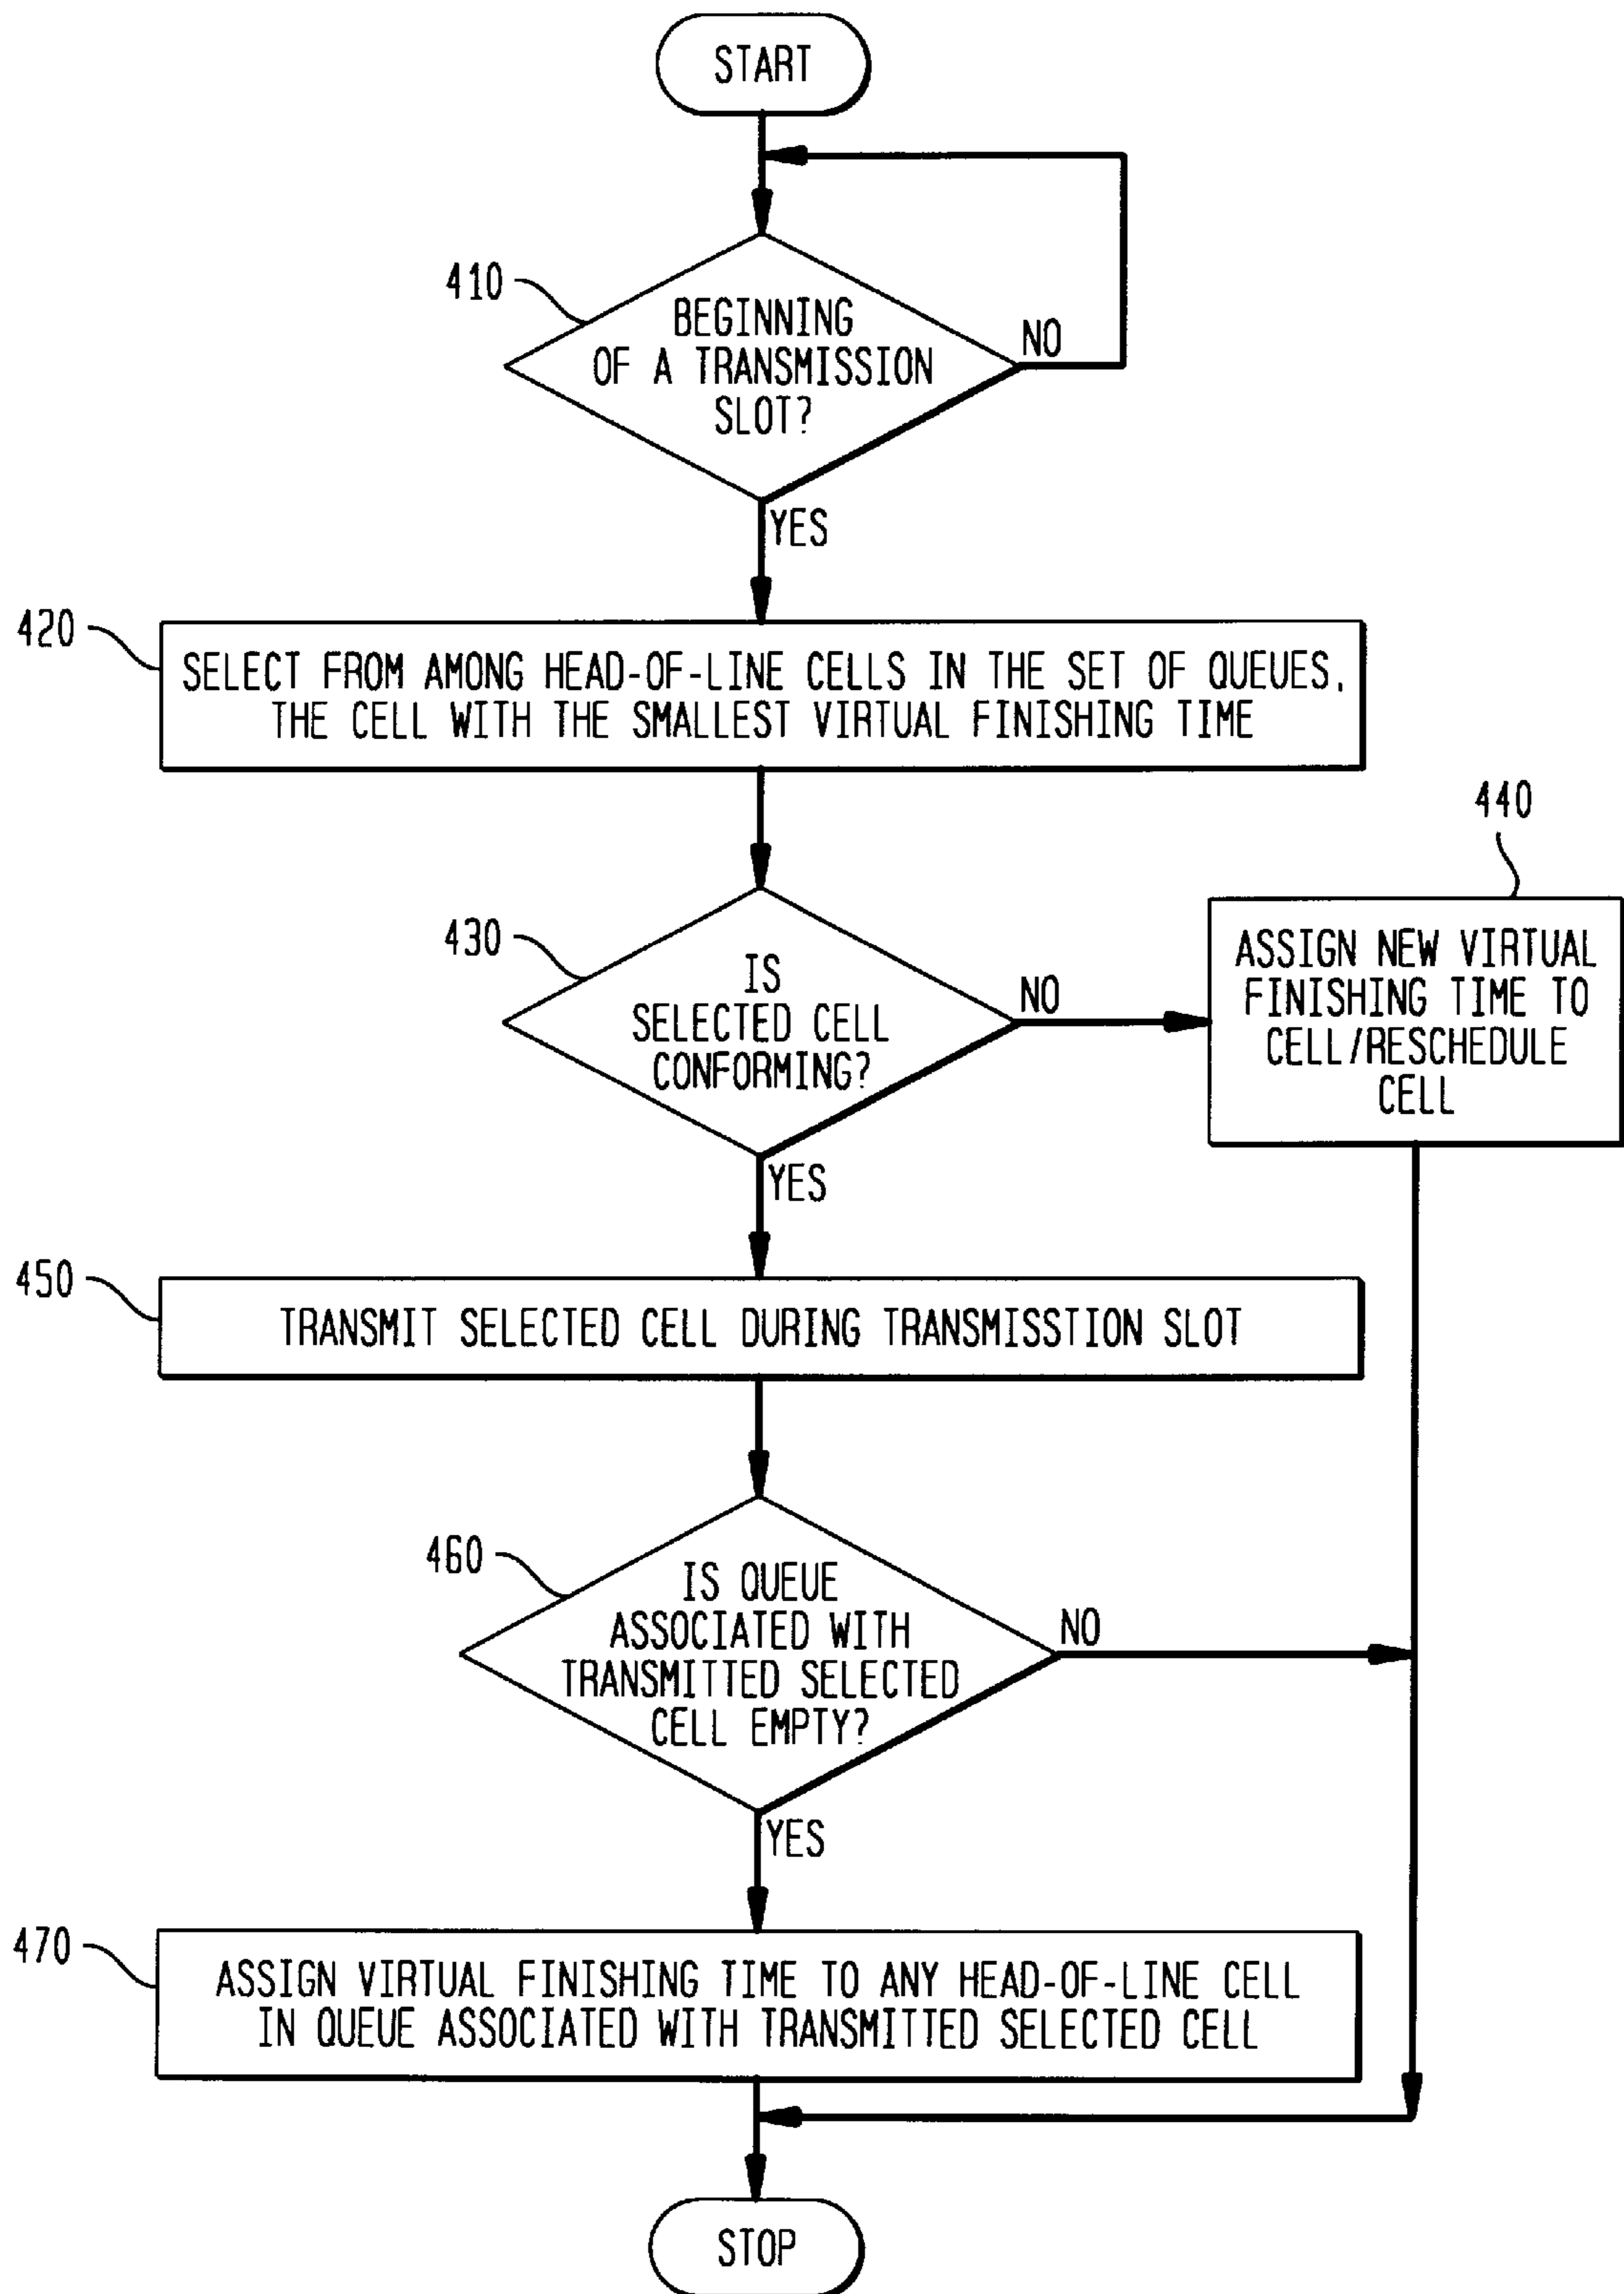 START
410
BEGINNING
OF A TRANSMISSION
SLOT?
NO
YES
420
SELECT FROM AMONG HEAD-OF-LINE CELLS IN THE SET OF QUEUES,
THE CELL WITH THE SMALLEST VIRTUAL FINISHING TIME
430
IS
SELECTED CELL
CONFORMING?
NO
440
ASSIGN NEW VIRTUAL
FINISHING TIME TO
CELL/RESCHEDULE
CELL
YES
450
TRANSMIT SELECTED CELL DURING TRANSMISSTION SLOT
460
IS QUEUE
ASSOCIATED WITH
TRANSMITTED SELECTED
CELL EMPTY?
NO
YES
470
ASSIGN VIRTUAL FINISHING TIME TO ANY HEAD-OF-LINE CELL
IN QUEUE ASSOCIATED WITH TRANSMITTED SELECTED CELL
STOP